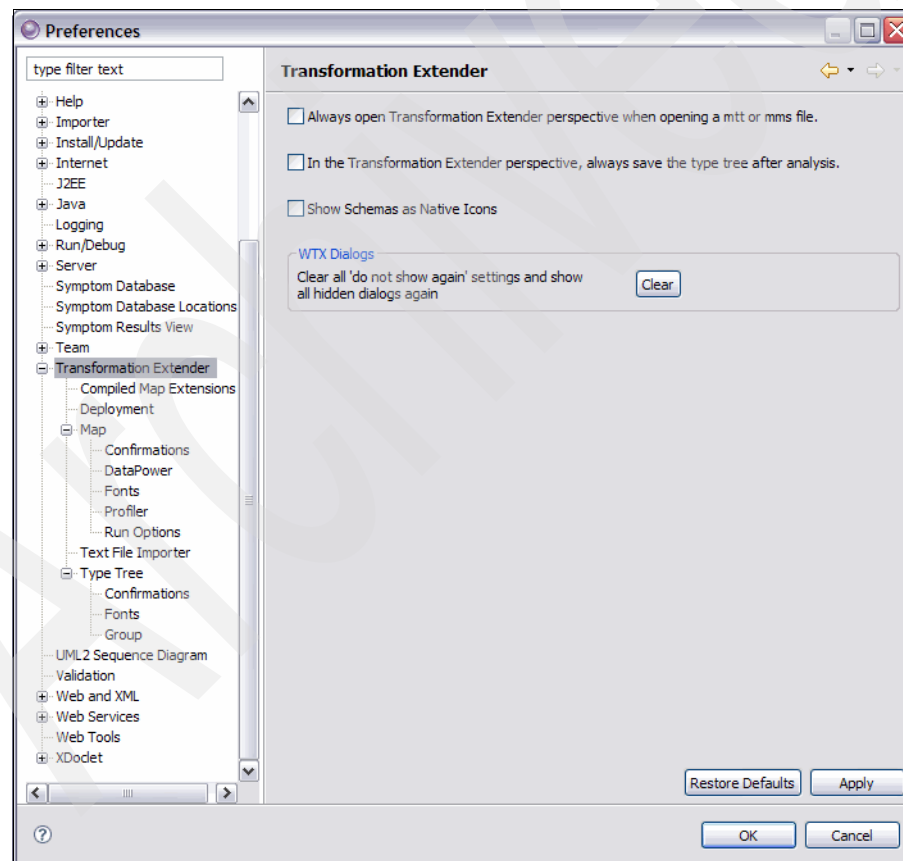 Preferences
type filter text
Transformation Extender
Help
Importer
Install/Update
Internet
J2EE
Java
Logging
Run/Debug
Server
Symptom Database
Symptom Database Locations
Symptom Results View
Team
Transformation Extender
Compiled Map Extensions
Deployment
Map
Confirmations
DataPower
Fonts
Profiler
Run Options
Text File Importer
Type Tree
Confirmations
Fonts
Group
UML2 Sequence Diagram
Validation
Web and XML
Web Services
Web Tools
XDoclet
Always open Transformation Extender perspective when opening a mtt or mms file.
In the Transformation Extender perspective, always save the type tree after analysis.
Show Schemas as Native Icons
WTX Dialogs
Clear all 'do not show again' settings and show
all hidden dialogs again
Clear
Restore Defaults
Apply
OK
Cancel